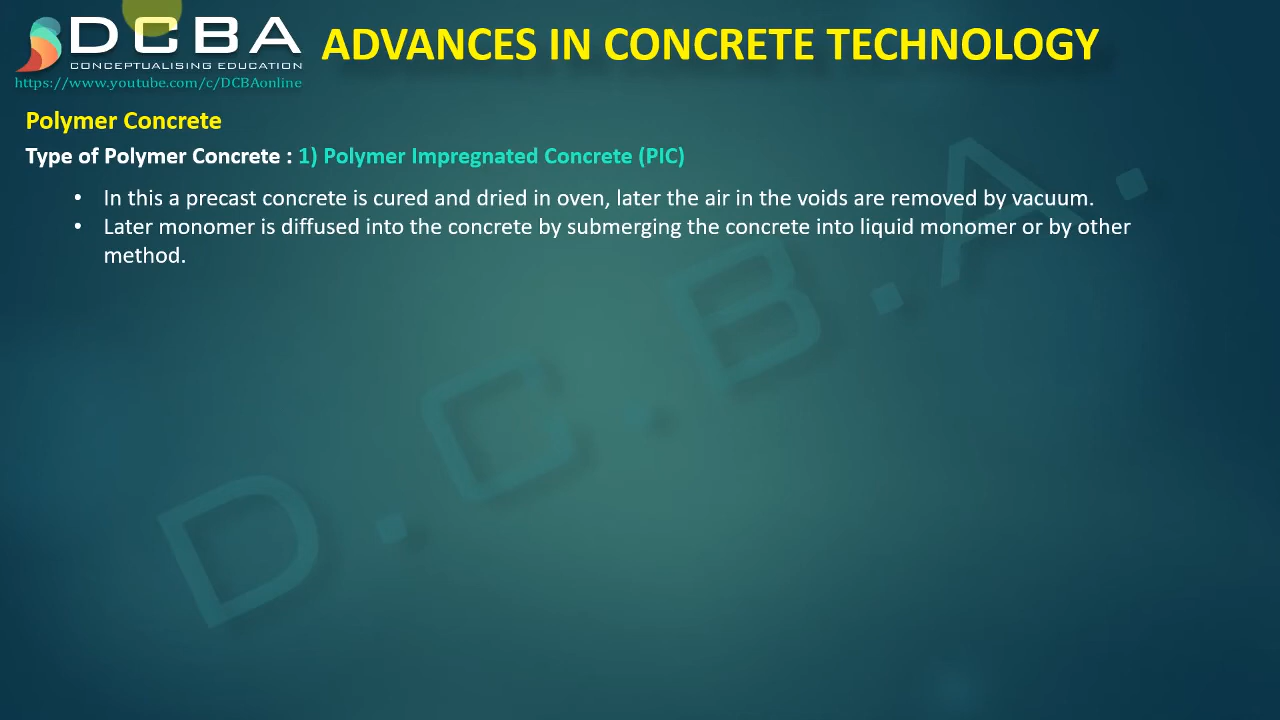 DCBA
CONCEPTUALISING EDUCATION
https://www.youtube.com/c/DCBAonline
ADVANCES IN CONCRETE TECHNOLOGY
Polymer Concrete
Type of Polymer Concrete : 1) Polymer Impregnated Concrete (PIC)
• In this a precast concrete is cured and dried in oven, later the air in the voids are removed by vacuum.
• Later monomer is diffused into the concrete by submerging the concrete into liquid monomer or by other
method.
D.C.B.A.